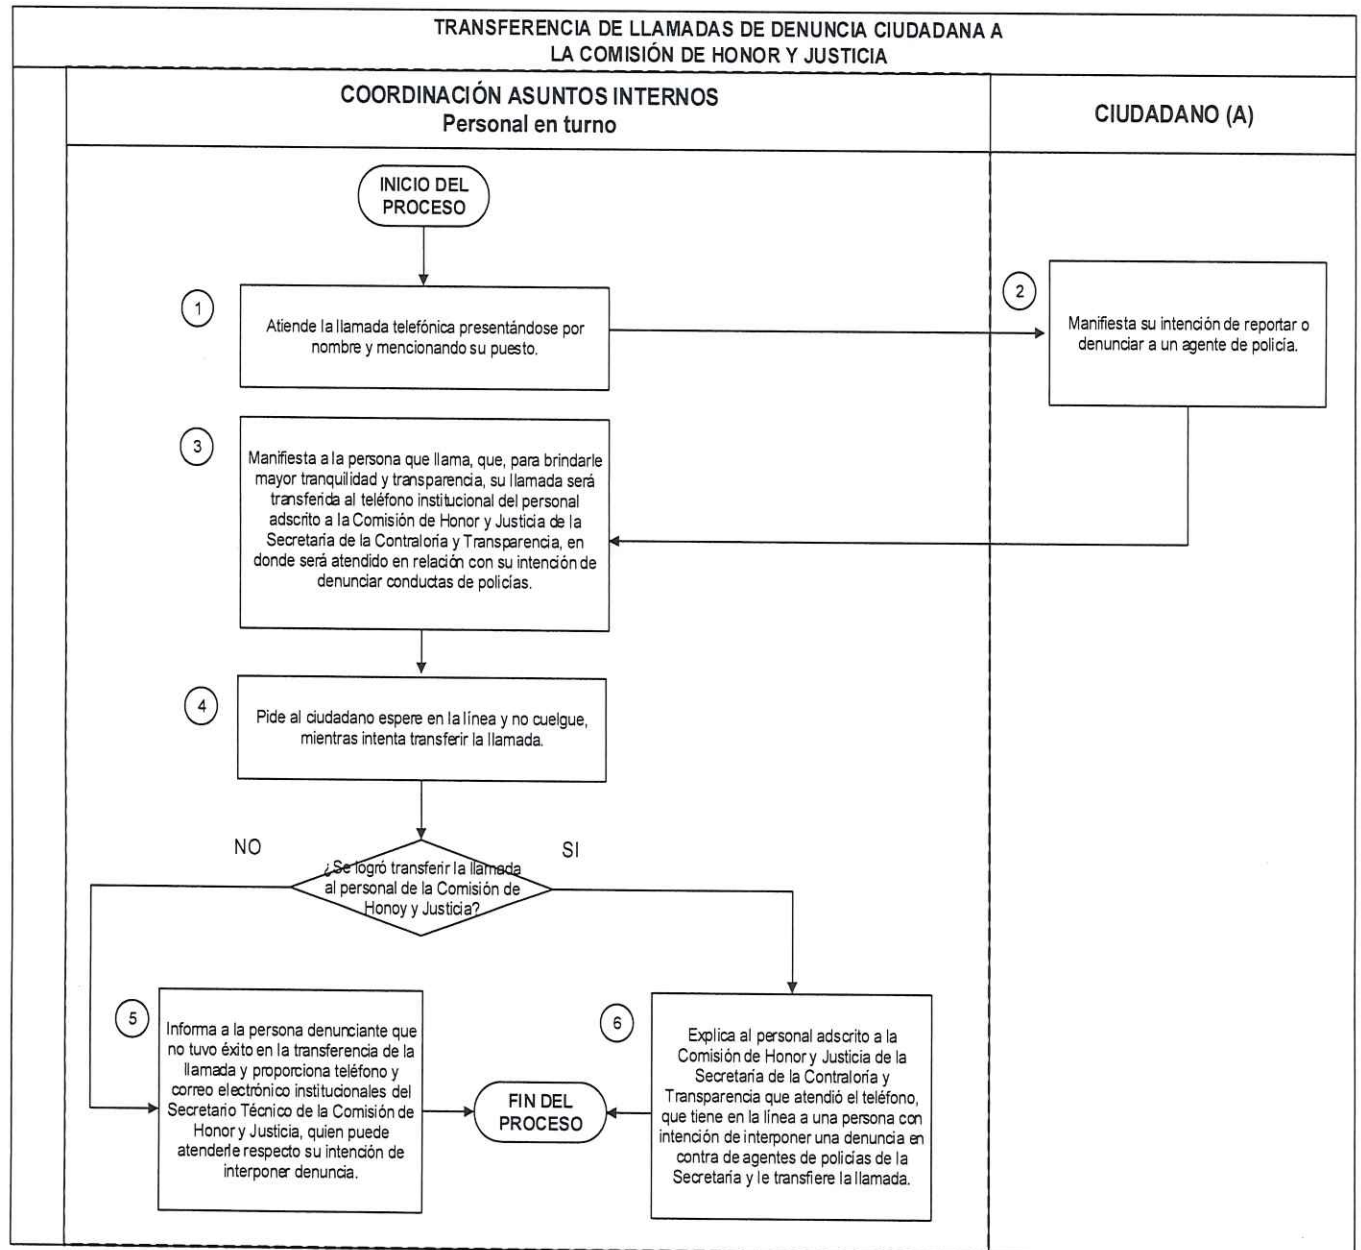 TRANSFERENCIA DE LLAMADAS DE DENUNCIA CIUDADANA A
LA COMISIÓN DE HONOR Y JUSTICIA
COORDINACIÓN ASUNTOS INTERNOS
Personal en turno
CIUDADANO (A)
INICIO DEL
PROCESO
1
Atiende la llamada telefónica presentándose por
nombre y mencionando su puesto.
2
Manifiesta su intención de reportar o
denunciar a un agente de policía.
3
Manifiesta a la persona que llama, que, para brindarle
mayor tranquilidad y transparencia, su llamada será
transferida al teléfono institucional del personal
adscrito a la Comisión de Honor y Justicia de la
Secretaría de la Contraloría y Transparencia, en
donde será atendido en relación con su intención de
denunciar conductas de policías.
4
Pide al ciudadano espere en la línea y no cuelgue,
mientras intenta transferir la llamada.
NO
SI
¿Se logró transferir la llamada
al personal de la Comisión de
Honoy y Justicia?
5
Informa a la persona denunciante que
no tuvo éxito en la transferencia de la
llamada y proporciona teléfono y
correo electrónico institucionales del
Secretario Técnico de la Comisión de
Honor y Justicia, quien puede
atenderle respecto su intención de
interponer denuncia.
FIN DEL
PROCESO
6
Explica al personal adscrito a la
Comisión de Honor y Justicia de la
Secretaría de la Contraloría y
Transparencia que atendió el teléfono,
que tiene en la línea a una persona con
intención de interponer una denuncia en
contra de agentes de policías de la
Secretaría y le transfiere la llamada.